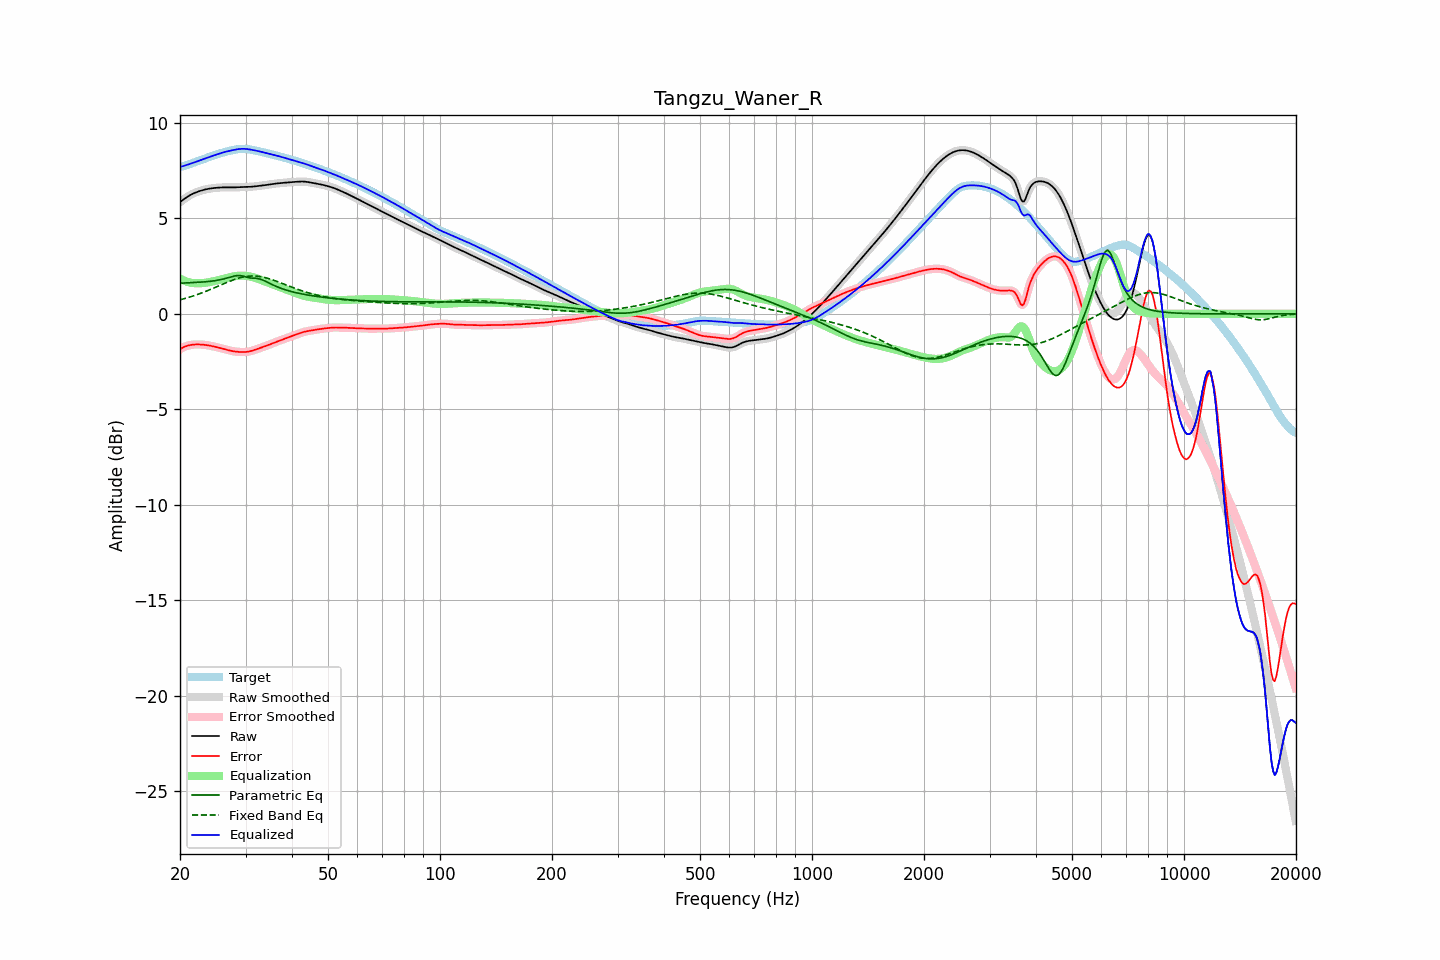 Tangzu_Waner_R
Amplitude (dBr)
10
5
0
−5
−10
−15
−20
−25
Target
Raw Smoothed
Error Smoothed
Raw
Error
Equalization
Parametric Eq
Fixed Band Eq
Equalized
20 50 100 200 500 1000 2000 5000 10000 20000
Frequency (Hz)